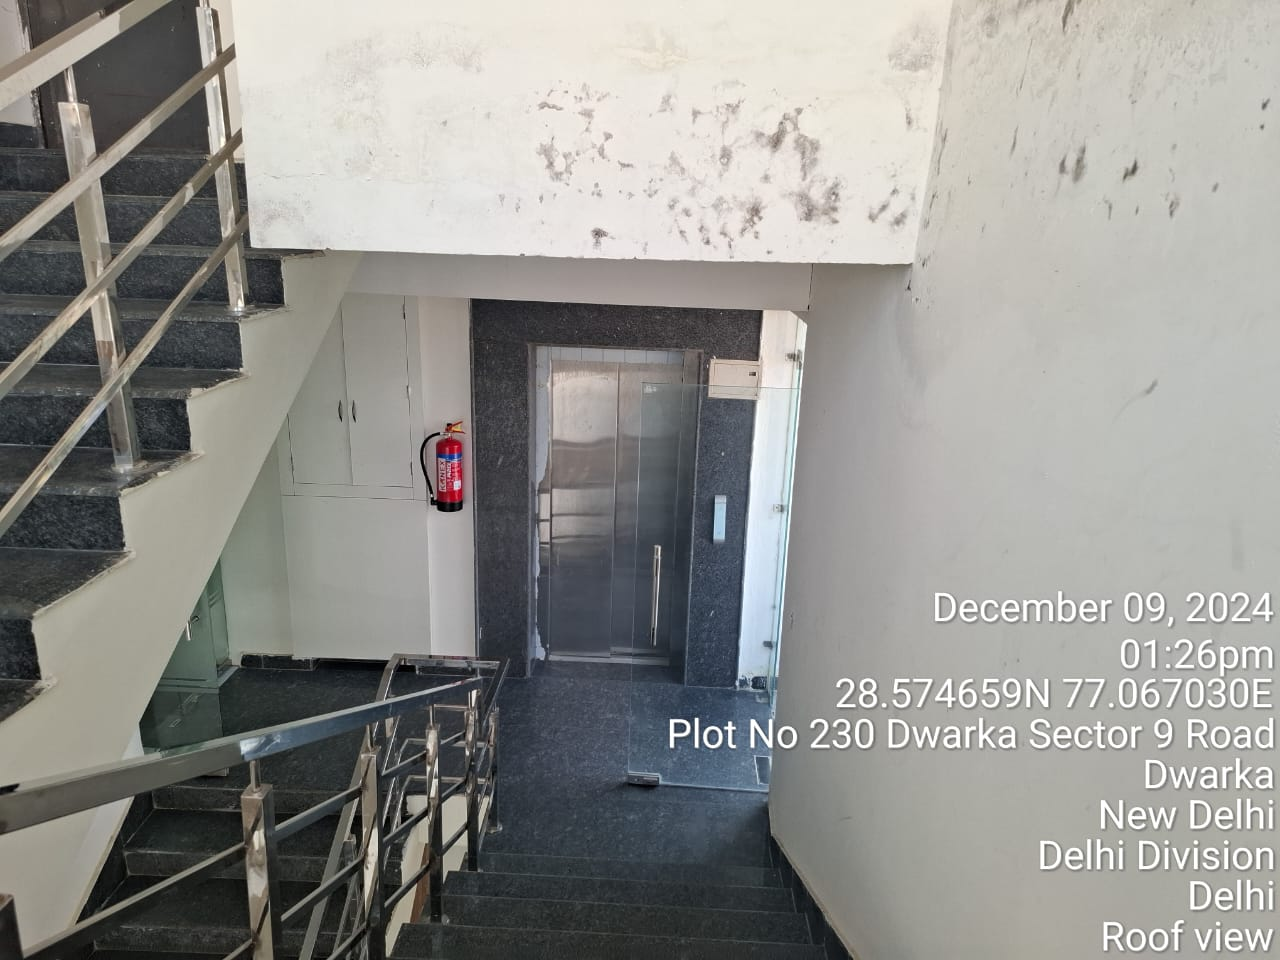 KANEX
December 09, 2024
01:26pm
28.574659N 77.067030E
Plot No 230 Dwarka Sector 9 Road
Dwarka
New Delhi
Delhi Division
Delhi
Roof view